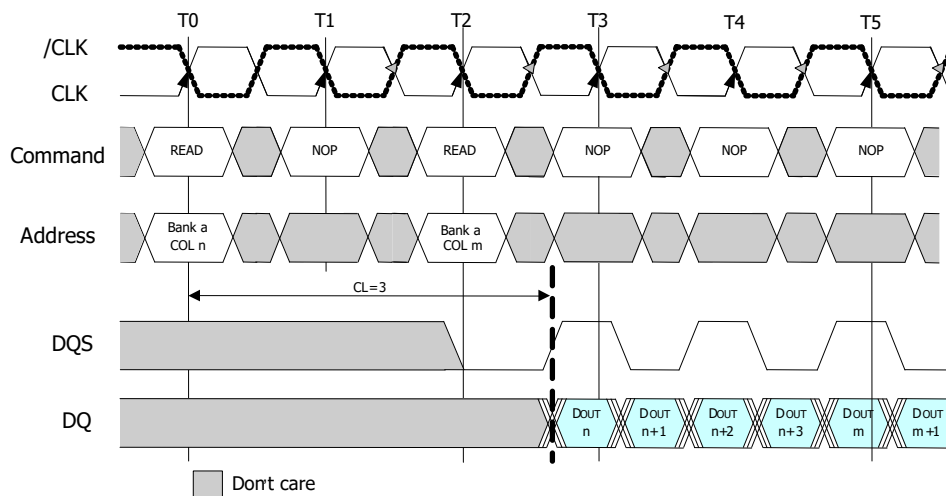 T0 T1 T2 T3 T4 T5
/CLK
CLK
Command READ NOP READ NOP NOP NOP
Address Bank a COL n Bank a COL m
CL=3
DQS
DQ DOUT n DOUT n+1 DOUT n+2 DOUT n+3 DOUT m DOUT m+1
Don't care